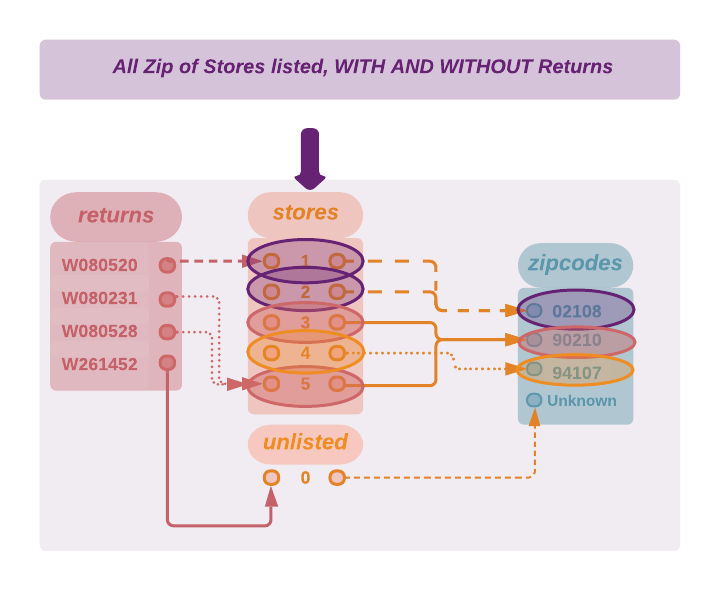 All Zip of Stores listed, WITH AND WITHOUT Returns
returns
W080520
W080231
W080528
W261452
stores
1
2
3
4
5
unlisted
0
zipcodes
02108
90210
94107
Unknown